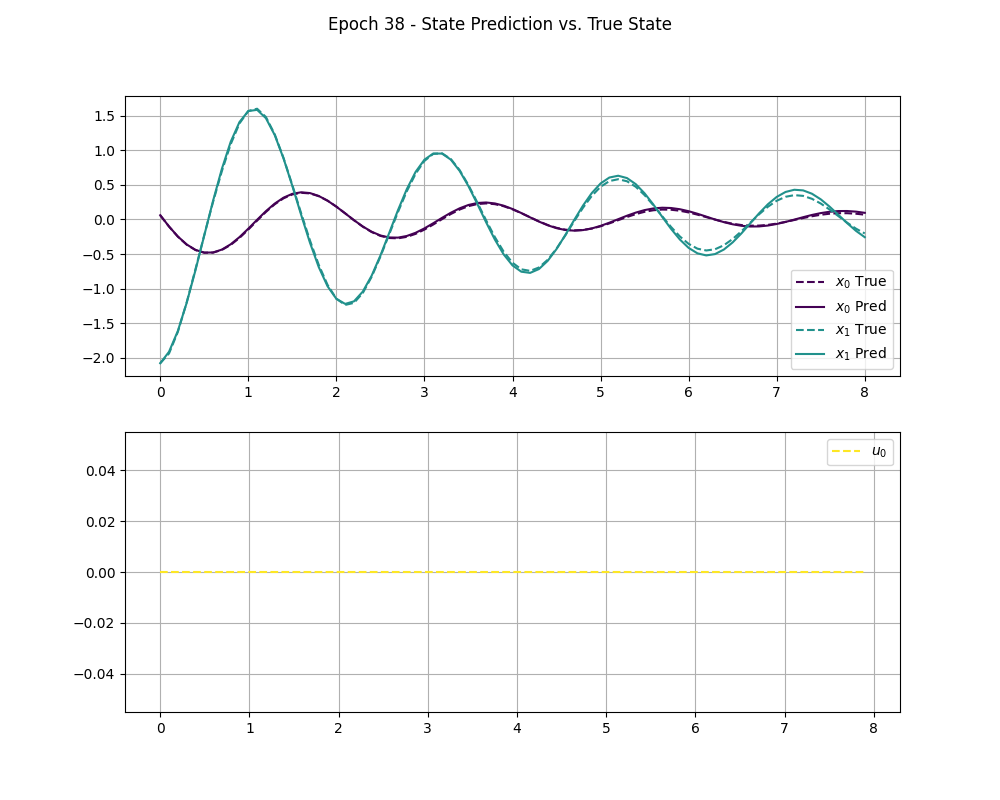 Epoch 38 - State Prediction vs. True State
1.5
1.0
0.5
0.0
−0.5
−1.0
−1.5
−2.0
x₀ True
x₀ Pred
x₁ True
x₁ Pred
0 1 2 3 4 5 6 7 8
0.04
0.02
0.00
−0.02
−0.04
u₀
0 1 2 3 4 5 6 7 8